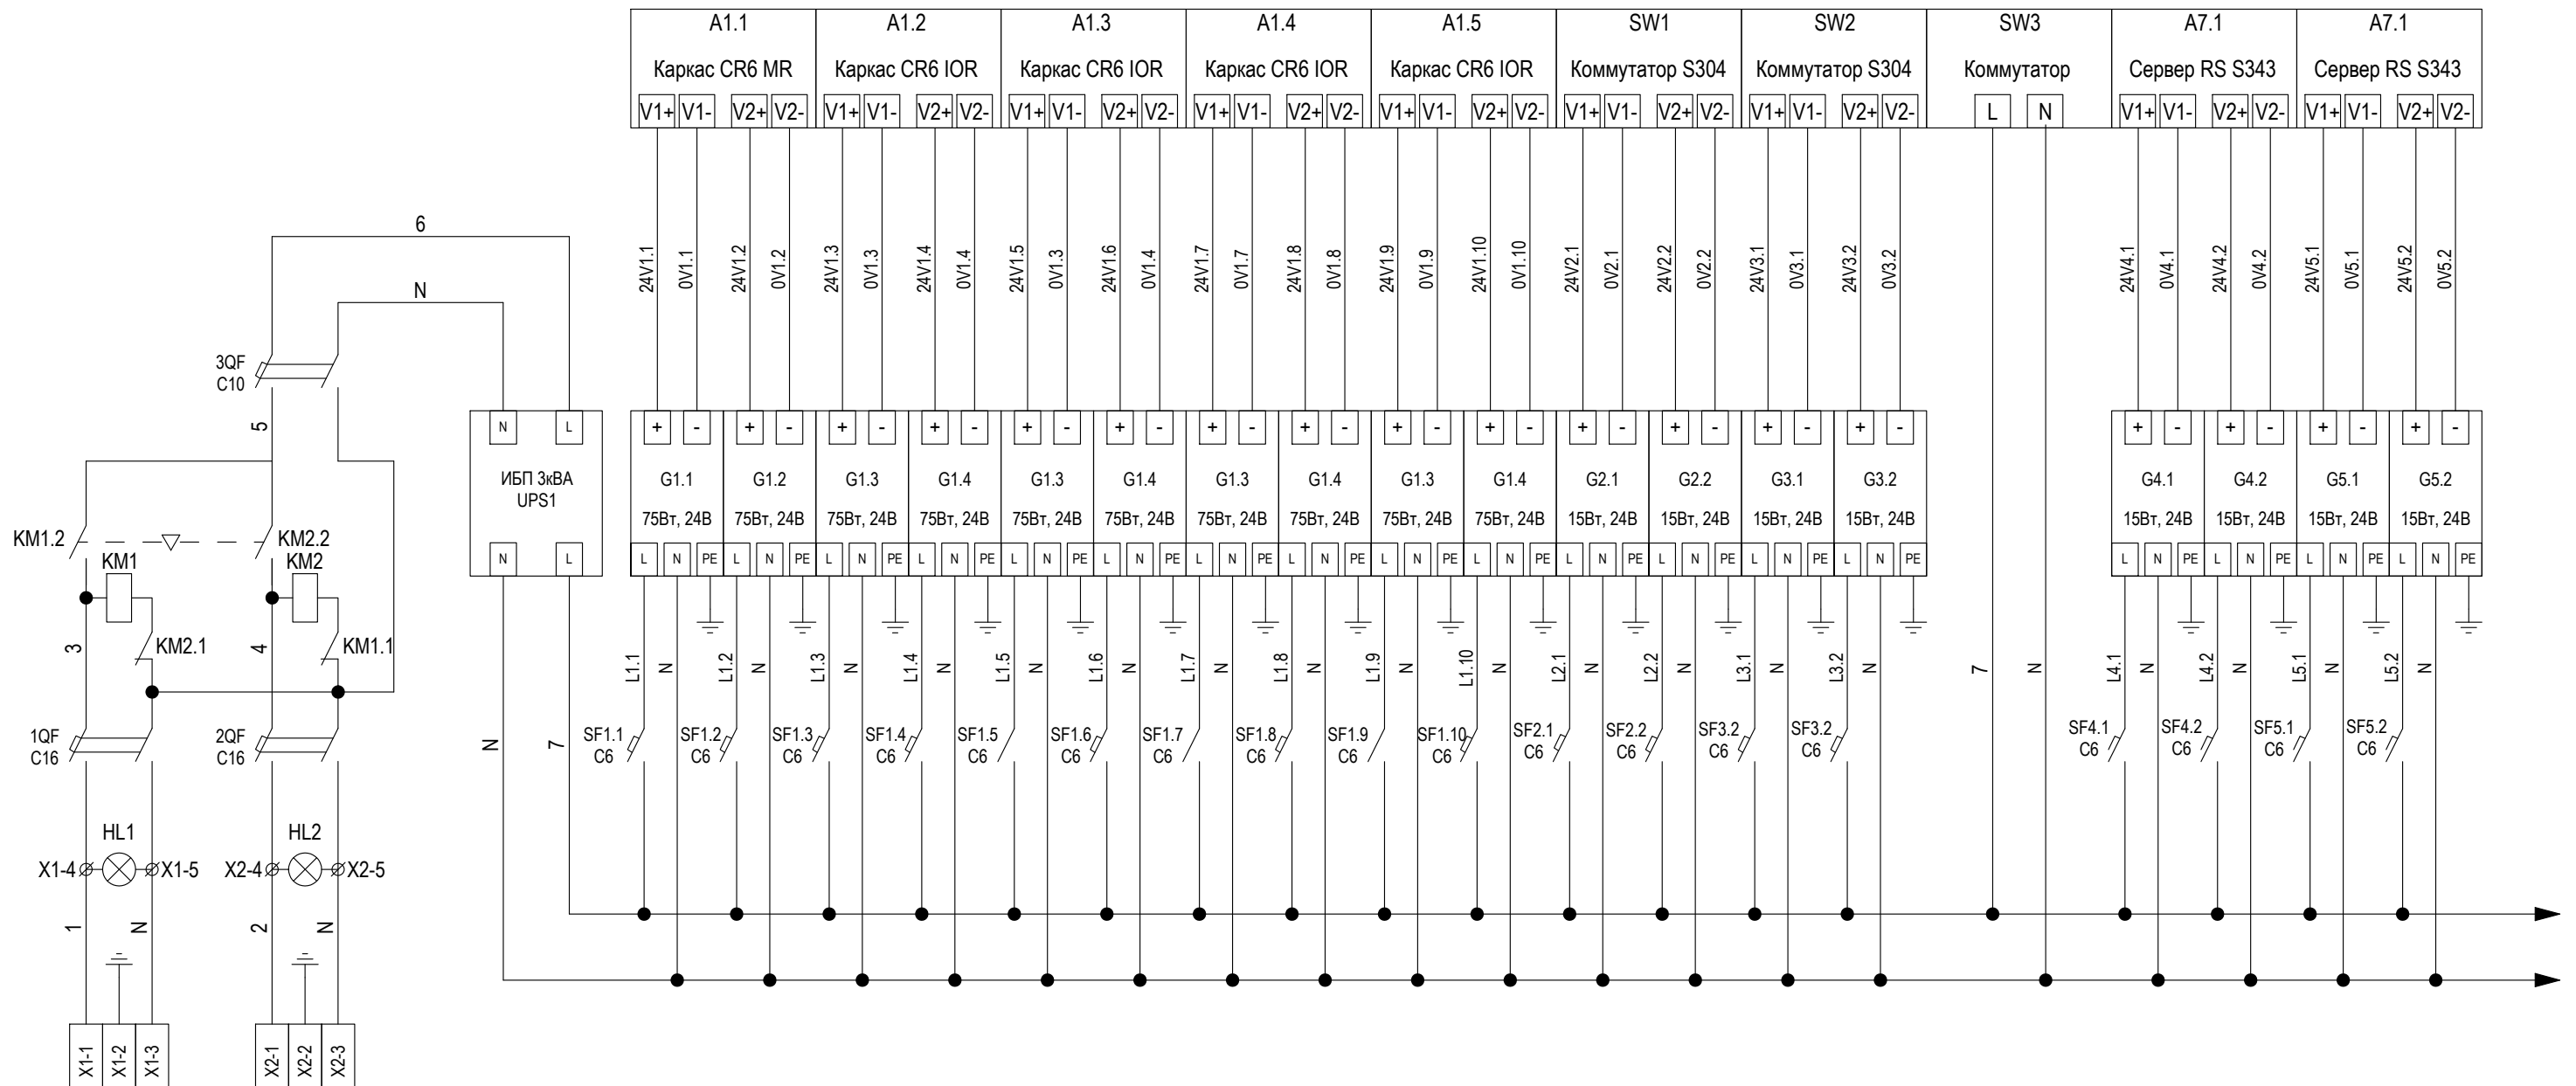 A1.1 A1.2 A1.3 A1.4 A1.5 SW1 SW2 SW3 A7.1 A7.1
Каркас CR6 MR Каркас CR6 IOR Каркас CR6 IOR Каркас CR6 IOR Каркас CR6 IOR Коммутатор S304 Коммутатор S304 Коммутатор Сервер RS S343 Сервер RS S343
V1+ V1- V2+ V2- V1+ V1- V2+ V2- V1+ V1- V2+ V2- V1+ V1- V2+ V2- V1+ V1- V2+ V2- V1+ V1- V2+ V2- V1+ V1- V2+ V2- L N V1+ V1- V2+ V2- V1+ V1- V2+ V2-
6
24V1.1 0V1.1 24V1.2 0V1.2 24V1.3 0V1.3 24V1.4 0V1.4 24V1.5 0V1.3 24V1.6 0V1.4 24V1.7 0V1.7 24V1.8 0V1.8 24V1.9 0V1.9 24V1.10 0V1.10 24V2.1 0V2.1 24V2.2 0V2.2 24V3.1 0V3.1 24V3.2 0V3.2 24V4.1 0V4.1 24V4.2 0V4.2 24V5.1 0V5.1 24V5.2 0V5.2
N
3QF
C10
5
N L + - + - + - + - + - + - + - + - + - + - + - + - + - + - + - + - + - + -
ИБП 3кВА
UPS1
G1.1 G1.2 G1.3 G1.4 G1.3 G1.4 G1.3 G1.4 G1.3 G1.4 G2.1 G2.2 G3.1 G3.2 G4.1 G4.2 G5.1 G5.2
75Вт, 24В 75Вт, 24В 75Вт, 24В 75Вт, 24В 75Вт, 24В 75Вт, 24В 75Вт, 24В 75Вт, 24В 75Вт, 24В 75Вт, 24В 15Вт, 24В 15Вт, 24В 15Вт, 24В 15Вт, 24В 15Вт, 24В 15Вт, 24В 15Вт, 24В 15Вт, 24В
KM1.2 KM2.2
KM1 KM2
N L L N PE L N PE L N PE L N PE L N PE L N PE L N PE L N PE L N PE L N PE L N PE L N PE L N PE L N PE L N PE L N PE L N PE L N PE
3 KM2.1 4 KM1.1
L1.1 N L1.2 N L1.3 N L1.4 N L1.5 N L1.6 N L1.7 N L1.8 N L1.9 N L1.10 N L2.1 N L2.2 N L3.1 N L3.2 N 7 N L4.1 N L4.2 N L5.1 N L5.2 N
1QF 2QF
C16 C16
N 7
SF1.1 SF1.2 SF1.3 SF1.4 SF1.5 SF1.6 SF1.7 SF1.8 SF1.9 SF1.10 SF2.1 SF2.2 SF3.2 SF3.2 SF4.1 SF4.2 SF5.1 SF5.2
C6 C6 C6 C6 C6 C6 C6 C6 C6 C6 C6 C6 C6 C6 C6 C6 C6 C6
HL1 HL2
X1-4 X1-5 X2-4 X2-5
1 N 2 N
X1-1 X1-2 X1-3 X2-1 X2-2 X2-3